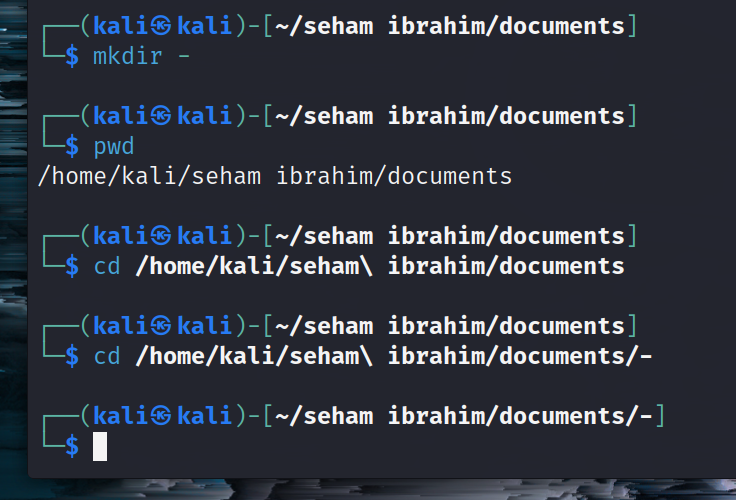 ┌──(kali㉿kali)-[~/seham ibrahim/documents]
└─$ mkdir -
┌──(kali㉿kali)-[~/seham ibrahim/documents]
└─$ pwd
/home/kali/seham ibrahim/documents
┌──(kali㉿kali)-[~/seham ibrahim/documents]
└─$ cd /home/kali/seham\ ibrahim/documents
┌──(kali㉿kali)-[~/seham ibrahim/documents]
└─$ cd /home/kali/seham\ ibrahim/documents/-
┌──(kali㉿kali)-[~/seham ibrahim/documents/-]
└─$